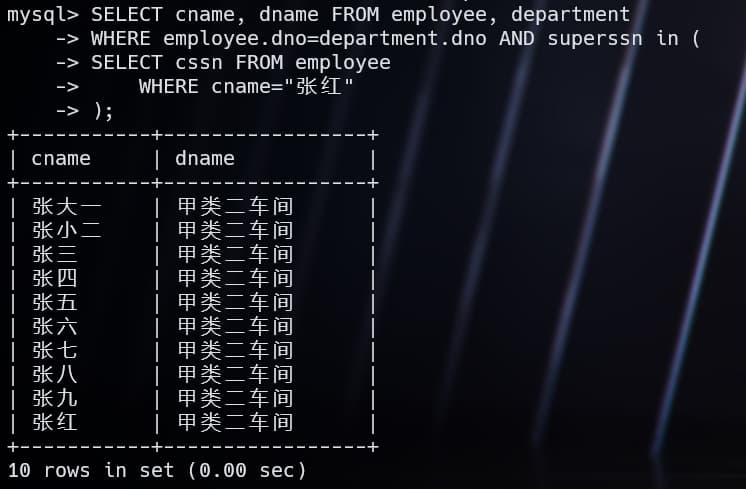 mysql> SELECT cname, dname FROM employee, department
    -> WHERE employee.dno=department.dno AND superssn in (
    -> SELECT cssn FROM employee
    ->     WHERE cname="张红"
    -> );
+-----------+-----------------+
| cname     | dname           |
+-----------+-----------------+
| 张大一    | 甲类二车间      |
| 张小二    | 甲类二车间      |
| 张三      | 甲类二车间      |
| 张四      | 甲类二车间      |
| 张五      | 甲类二车间      |
| 张六      | 甲类二车间      |
| 张七      | 甲类二车间      |
| 张八      | 甲类二车间      |
| 张九      | 甲类二车间      |
| 张红      | 甲类二车间      |
+-----------+-----------------+
10 rows in set (0.00 sec)